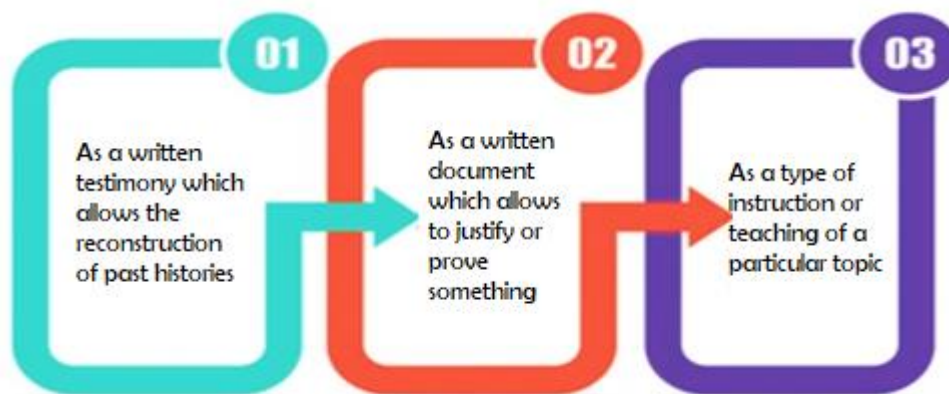 01
As a written
testimony which
allows the
reconstruction
of past histories
02
As a written
document
which allows
to justify or
prove
something
03
As a type of
instruction or
teaching of a
particular topic